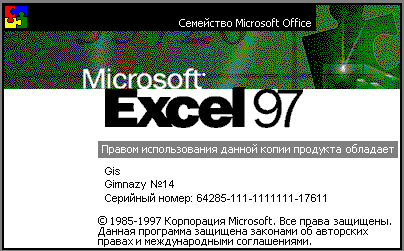 Семейство Microsoft Office
Microsoft®
Excel 97
Правом использования данной копии продукта обладает
Gis
Gimnazy №14
Серийный номер: 64285-111-1111111-17611
© 1985-1997 Корпорация Microsoft. Все права защищены.
Данная программа защищена законами об авторских
правах и международными соглашениями.